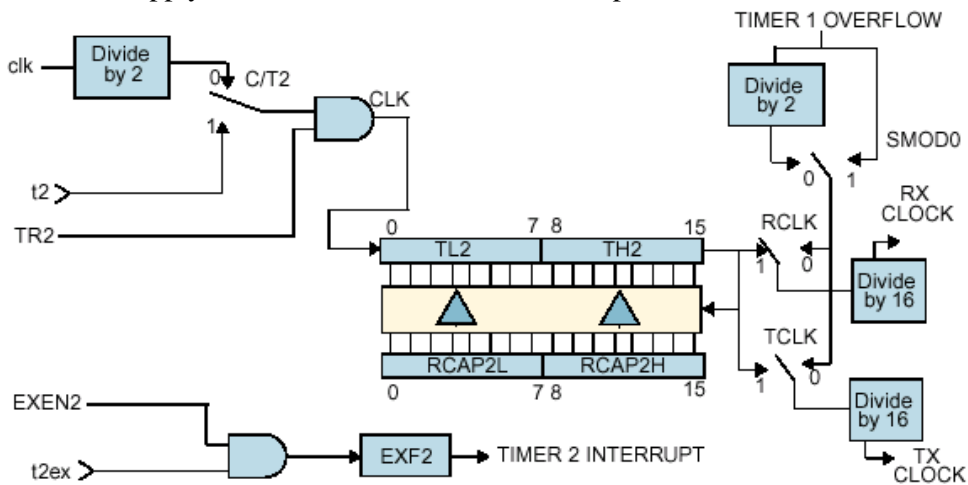 TIMER 1 OVERFLOW
clk
Divide
by 2
0
C/T2
CLK
1
t2
TR2
Divide
by 2
SMOD0
0
1
RX
CLOCK
0
7
8
15
RCLK
TL2
TH2
1
0
Divide
by 16
TCLK
RCAP2L
RCAP2H
1
0
0
7
8
15
Divide
by 16
EXEN2
EXF2
TIMER 2 INTERRUPT
t2ex
TX
CLOCK